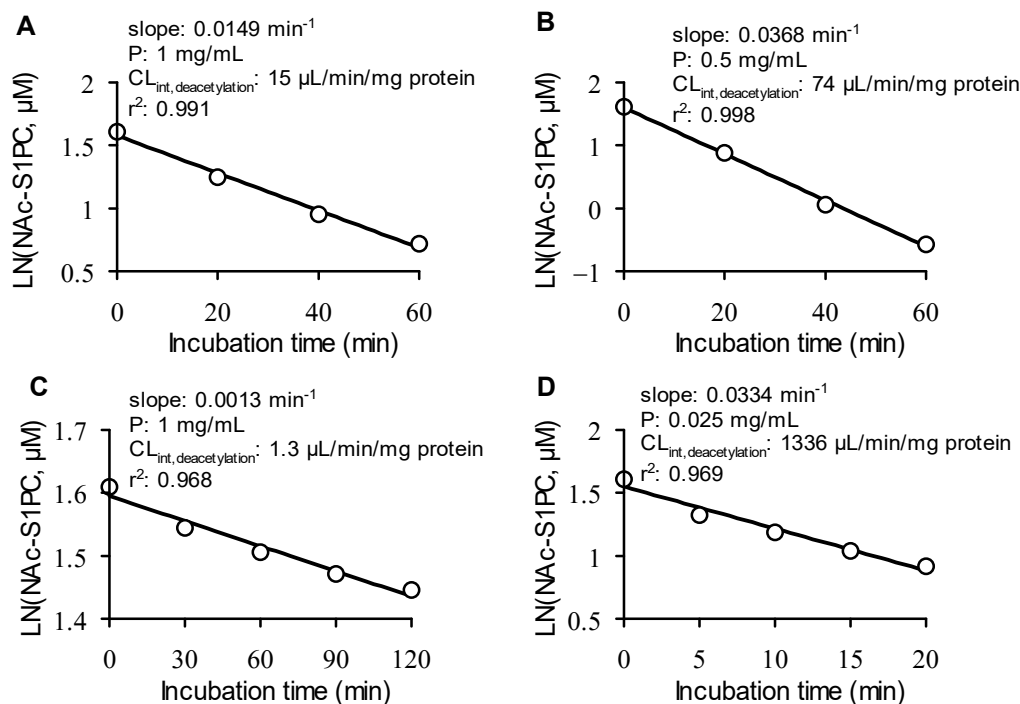 A
slope: 0.0149 min⁻¹
P: 1 mg/mL
CLint,deacetylation: 15 µL/min/mg protein
r²: 0.991
LN(NAc-S1PC, µM)
2
1.5
1
0.5
0 20 40 60
Incubation time (min)
B
slope: 0.0368 min⁻¹
P: 0.5 mg/mL
CLint,deacetylation: 74 µL/min/mg protein
r²: 0.998
LN(NAc-S1PC, µM)
2
1
0
–1
0 20 40 60
Incubation time (min)
C
slope: 0.0013 min⁻¹
P: 1 mg/mL
CLint,deacetylation: 1.3 µL/min/mg protein
r²: 0.968
LN(NAc-S1PC, µM)
1.7
1.6
1.5
1.4
0 30 60 90 120
Incubation time (min)
D
slope: 0.0334 min⁻¹
P: 0.025 mg/mL
CLint,deacetylation: 1336 µL/min/mg protein
r²: 0.969
LN(NAc-S1PC, µM)
2
1.5
1
0.5
0 5 10 15 20
Incubation time (min)